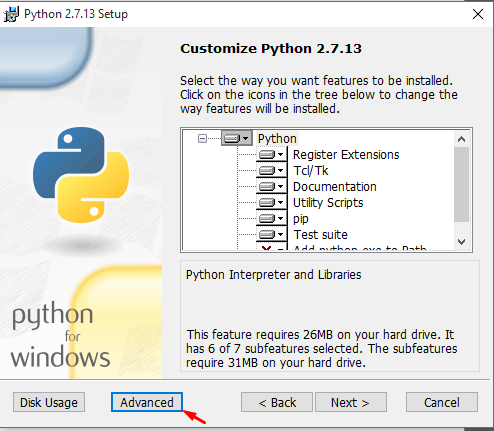 Python 2.7.13 Setup
Customize Python 2.7.13
Select the way you want features to be installed.
Click on the icons in the tree below to change the
way features will be installed.
Python
Register Extensions
Tcl/Tk
Documentation
Utility Scripts
pip
Test suite
Add python.exe to Path
Python Interpreter and Libraries
This feature requires 26MB on your hard drive. It
has 6 of 7 subfeatures selected. The subfeatures
require 31MB on your hard drive.
python
for
windows
Disk Usage
Advanced
< Back
Next >
Cancel